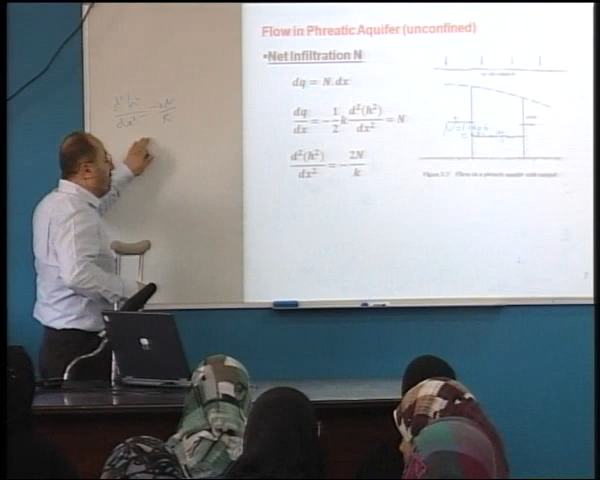 Flow in Phreatic Aquifer (unconfined)
▪Net Infiltration N
dq = N.dx
dq/dx = -1/2 k d²(h²)/dx² = N
d²(h²)/dx² = -2N/k
d²h²/dx² = -2N/k